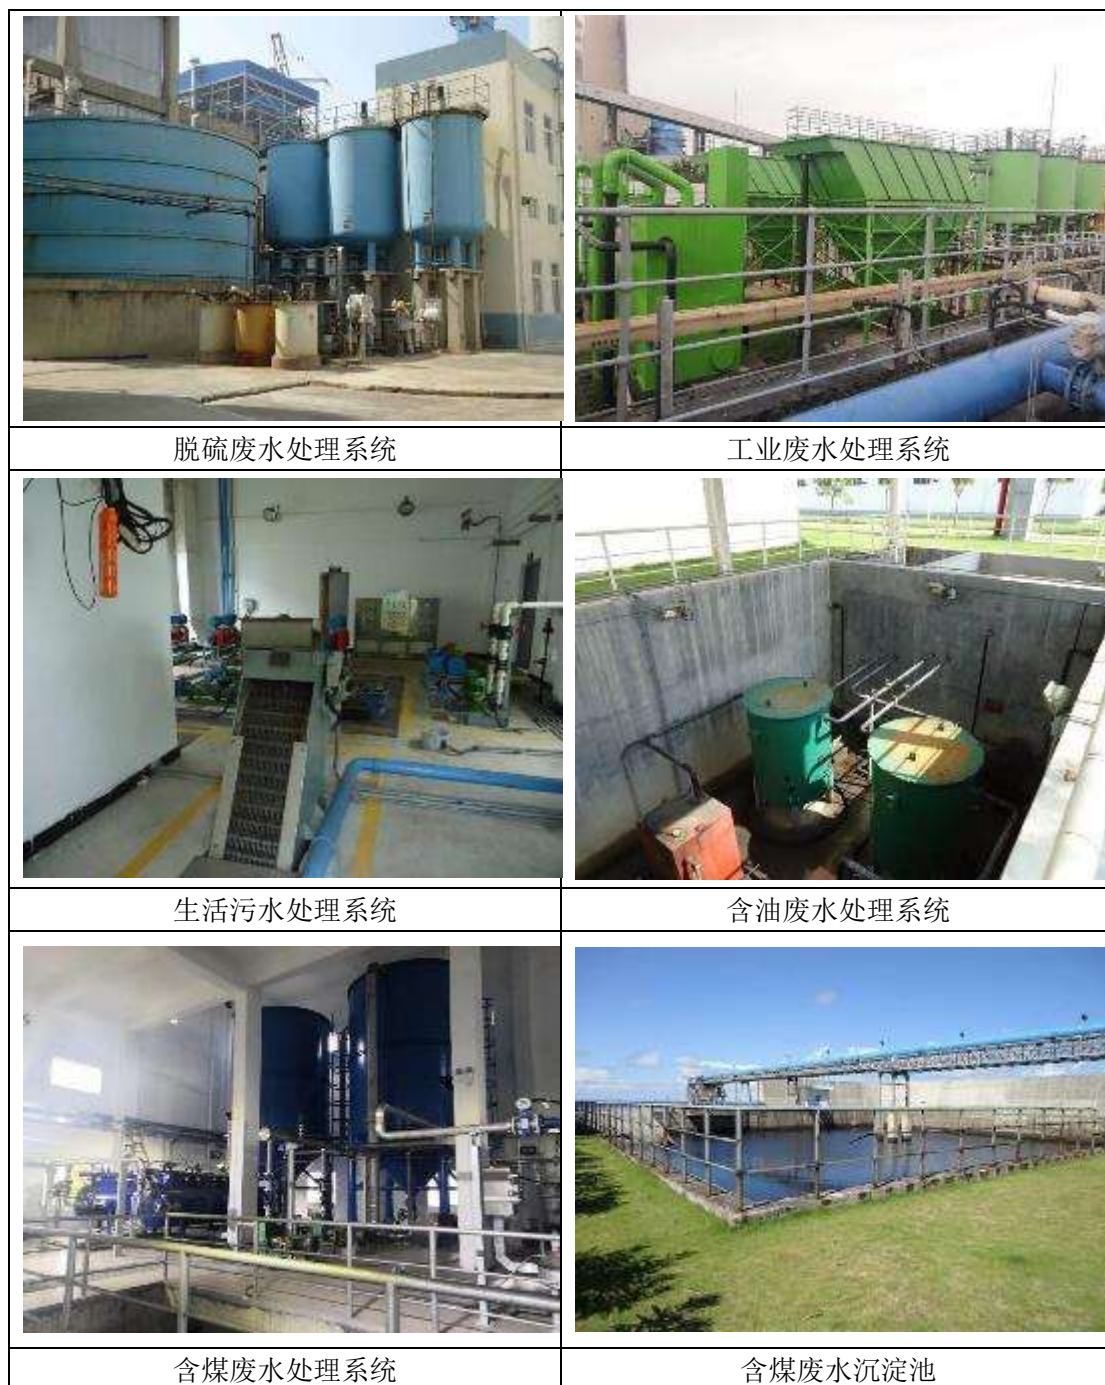 脱硫废水处理系统
工业废水处理系统
生活污水处理系统
含油废水处理系统
含煤废水处理系统
含煤废水沉淀池